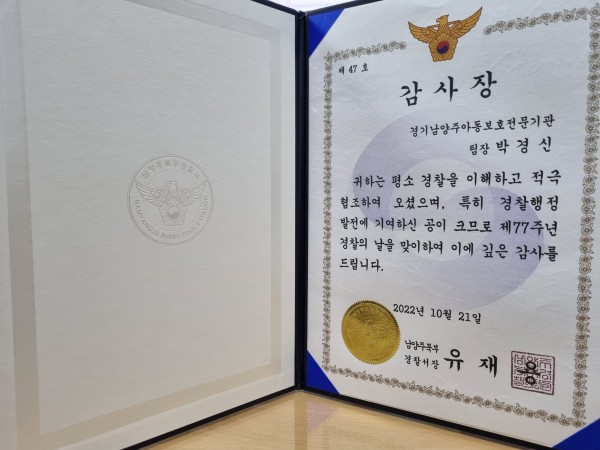 제 47 호
감 사 장
경기남양주아동보호전문기관
팀장 박 경 신
귀하는 평소 경찰을 이해하고 적극
협조하여 오셨으며, 특히 경찰행정
발전에 기여하신 공이 크므로 제77주년
경찰의 날을 맞이하여 이에 깊은 감사를
드립니다.
2022년 10월 21일
남양주북부
경찰서장 유 재 용